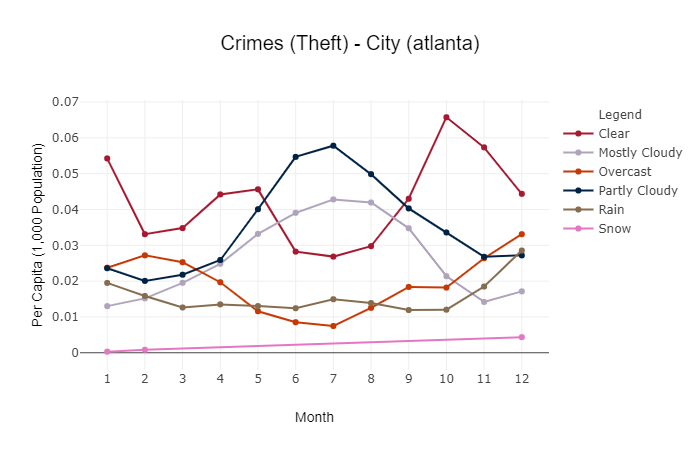 Crimes (Theft) - City (atlanta)
Per Capita (1,000 Population)
0.07
0.06
0.05
0.04
0.03
0.02
0.01
0
1 2 3 4 5 6 7 8 9 10 11 12
Month
Legend
Clear
Mostly Cloudy
Overcast
Partly Cloudy
Rain
Snow